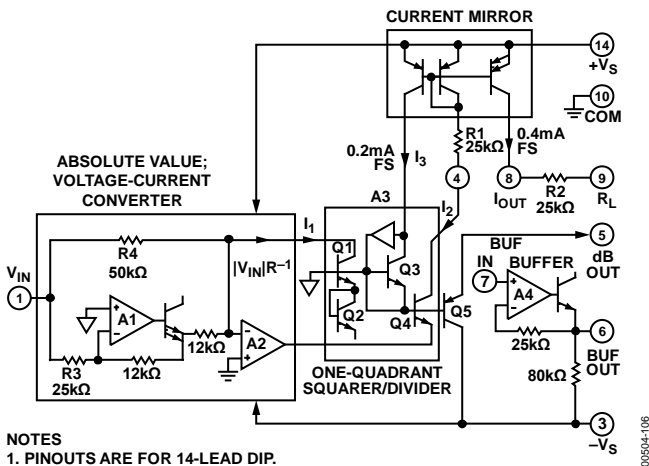 CURRENT MIRROR
14
+VS
10
COM
R1
25kΩ
0.2mA
FS
I3
0.4mA
FS
4
8
IOUT
R2
25kΩ
9
RL
ABSOLUTE VALUE;
VOLTAGE-CURRENT
CONVERTER
A3
I1
I2
R4
50kΩ
|VIN|R–1
VIN
1
A1
R3
25kΩ
12kΩ
12kΩ
A2
Q1
Q2
Q3
Q4
Q5
ONE-QUADRANT
SQUARER/DIVIDER
5
dB
OUT
BUF
IN
7
BUFFER
A4
25kΩ
6
BUF
OUT
80kΩ
3
–VS
NOTES
1. PINOUTS ARE FOR 14-LEAD DIP.
00504-106